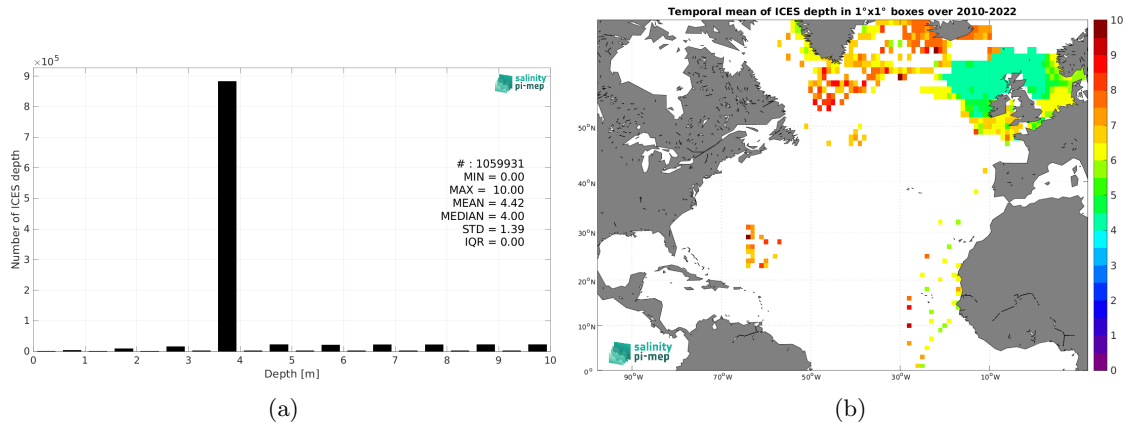 ×10⁵
9
8
7
6
5
4
3
2
1
0
Number of ICES depth
salinity
pi-mep
# : 1059931
MIN = 0.00
MAX = 10.00
MEAN = 4.42
MEDIAN = 4.00
STD = 1.39
IQR = 0.00
0 1 2 3 4 5 6 7 8 9 10
Depth [m]
(a)
Temporal mean of ICES depth in 1°x1° boxes over 2010-2022
50°N
40°N
30°N
20°N
10°N
0°
90°W 70°W 50°W 30°W 10°W
salinity
pi-mep
10
9
8
7
6
5
4
3
2
1
0
(b)